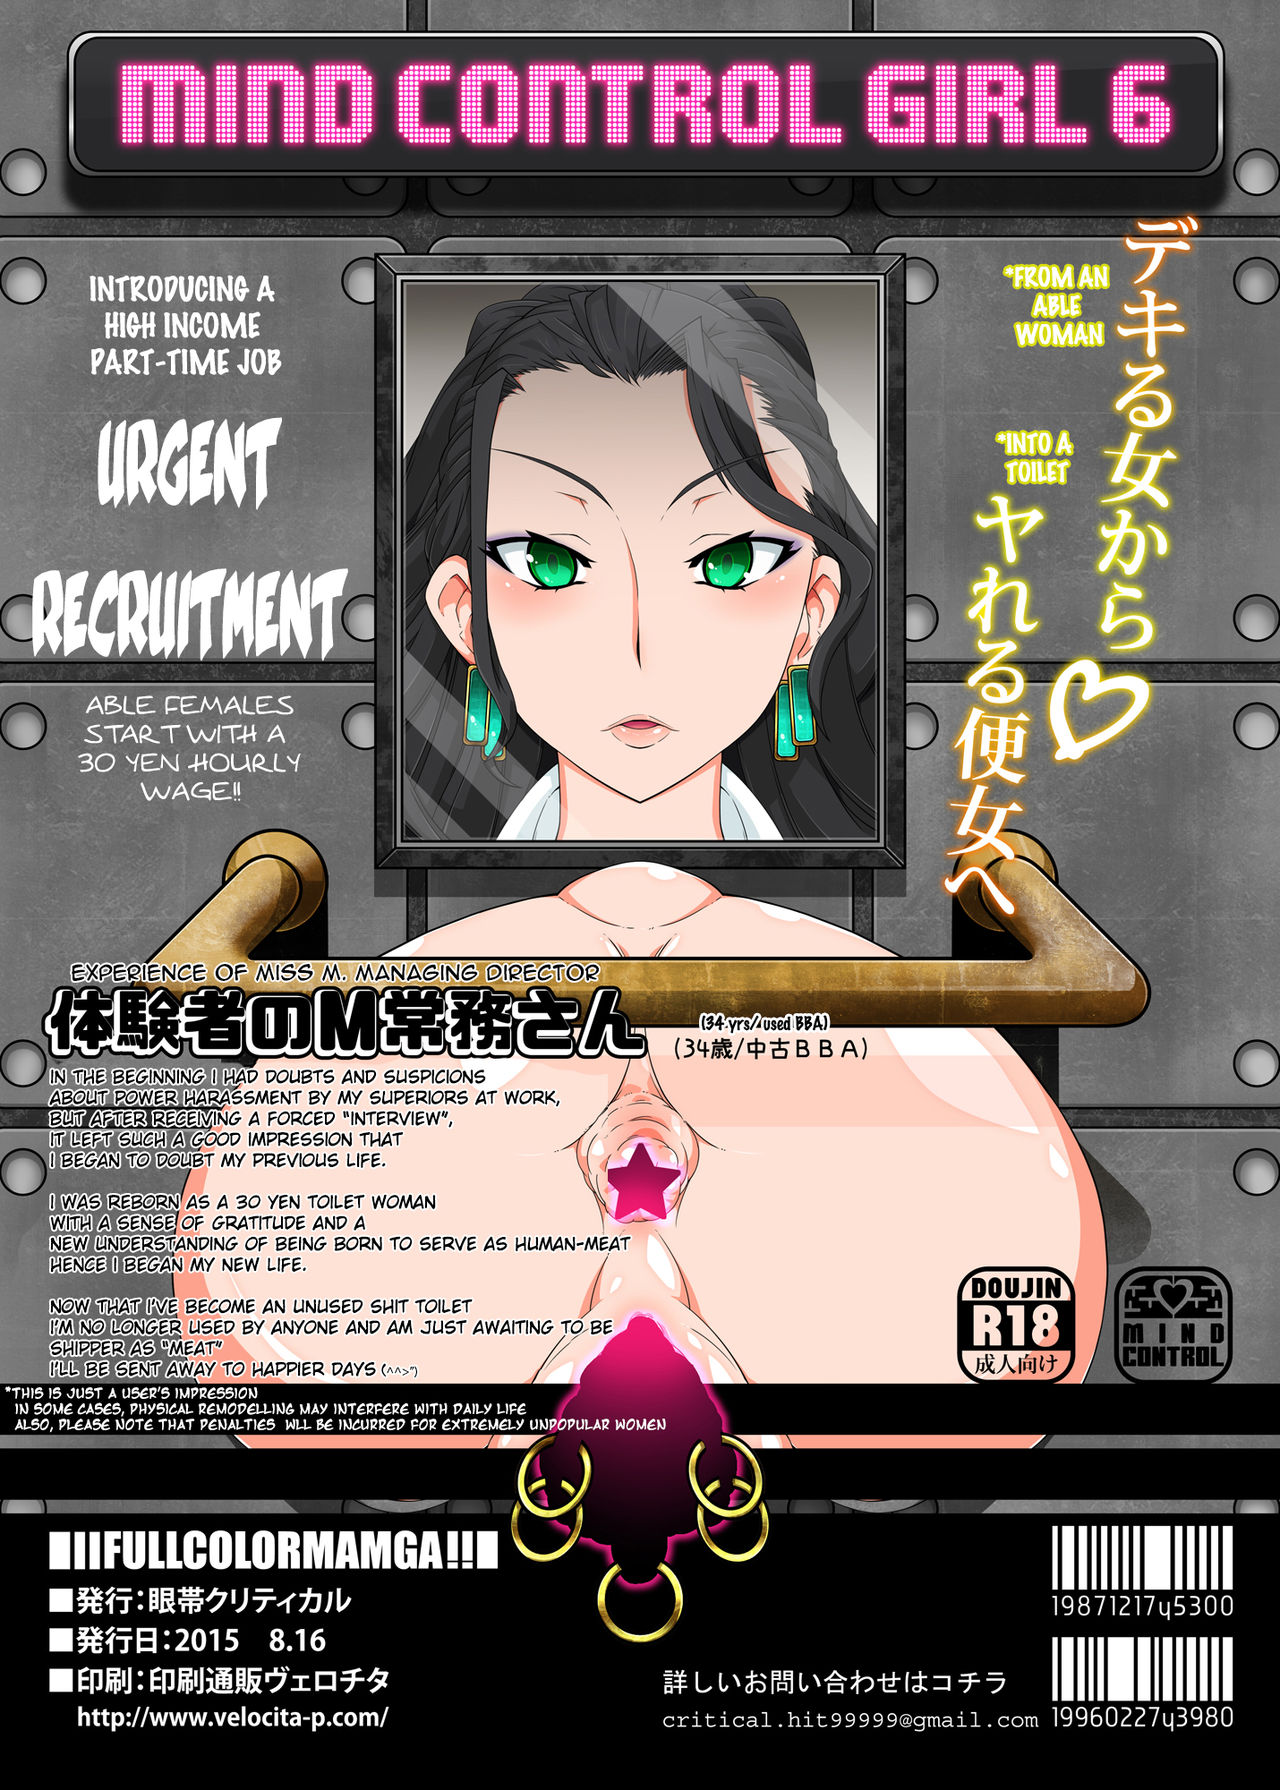 MIND CONTROL GIRL 6
INTRODUCING A
HIGH INCOME
PART-TIME JOB
URGENT
RECRUITMENT
ABLE FEMALES
START WITH A
30 YEN HOURLY
WAGE!!
デキる女から
*FROM AN
ABLE
WOMAN
ヤれる便女へ
*INTO A
TOILET
EXPERIENCE OF MISS M. MANAGING DIRECTOR
体験者のM常務さん
(34 yrs/ used BBA)
(34歳/中古BBA)
IN THE BEGINNING I HAD DOUBTS AND SUSPICIONS
ABOUT POWER HARASSMENT BY MY SUPERIORS AT WORK,
BUT AFTER RECEIVING A FORCED "INTERVIEW",
IT LEFT SUCH A GOOD IMPRESSION THAT
I BEGAN TO DOUBT MY PREVIOUS LIFE.
I WAS REBORN AS A 30 YEN TOILET WOMAN
WITH A SENSE OF GRATITUDE AND A
NEW UNDERSTANDING OF BEING BORN TO SERVE AS HUMAN-MEAT
HENCE I BEGAN MY NEW LIFE.
NOW THAT I'VE BECOME AN UNUSED SHIT TOILET
I'M NO LONGER USED BY ANYONE AND AM JUST AWAITING TO BE
SHIPPER AS "MEAT"
I'LL BE SENT AWAY TO HAPPIER DAYS (^^>")
*THIS IS JUST A USER'S IMPRESSION
IN SOME CASES, PHYSICAL REMODELLING MAY INTERFERE WITH DAILY LIFE
ALSO, PLEASE NOTE THAT PENALTIES WLL BE INCURRED FOR EXTREMELY UNPOPULAR WOMEN
DOUJIN
R18
成人向け
MIND
CONTROL
■IIFULLCOLORMAMGA!!■
■発行:眼帯クリティカル
■発行日:2015 8.16
■印刷:印刷通販ヴェロチタ
http://www.velocita-p.com/
詳しいお問い合わせはコチラ
critical.hit99999@gmail.com
19871217y5300
19960227y3980